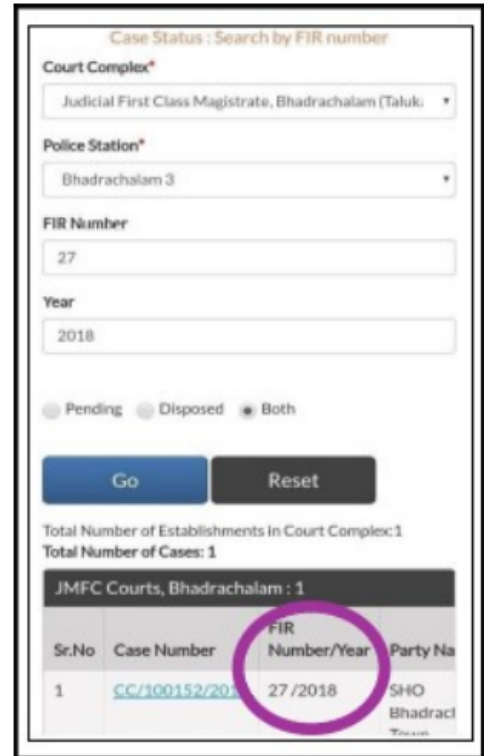 Case Status : Search by FIR number
Court Complex*
Judicial First Class Magistrate, Bhadrachalam (Taluk:
Police Station*
Bhadrachalam 3
FIR Number
27
Year
2018
Pending Disposed Both
Go Reset
Total Number of Establishments in Court Complex:1
Total Number of Cases: 1
JMFC Courts, Bhadrachalam : 1
Sr.No Case Number FIR Number/Year Party Na
1 CC/100152/201 27 /2018 SHO
Bhadracl
Town